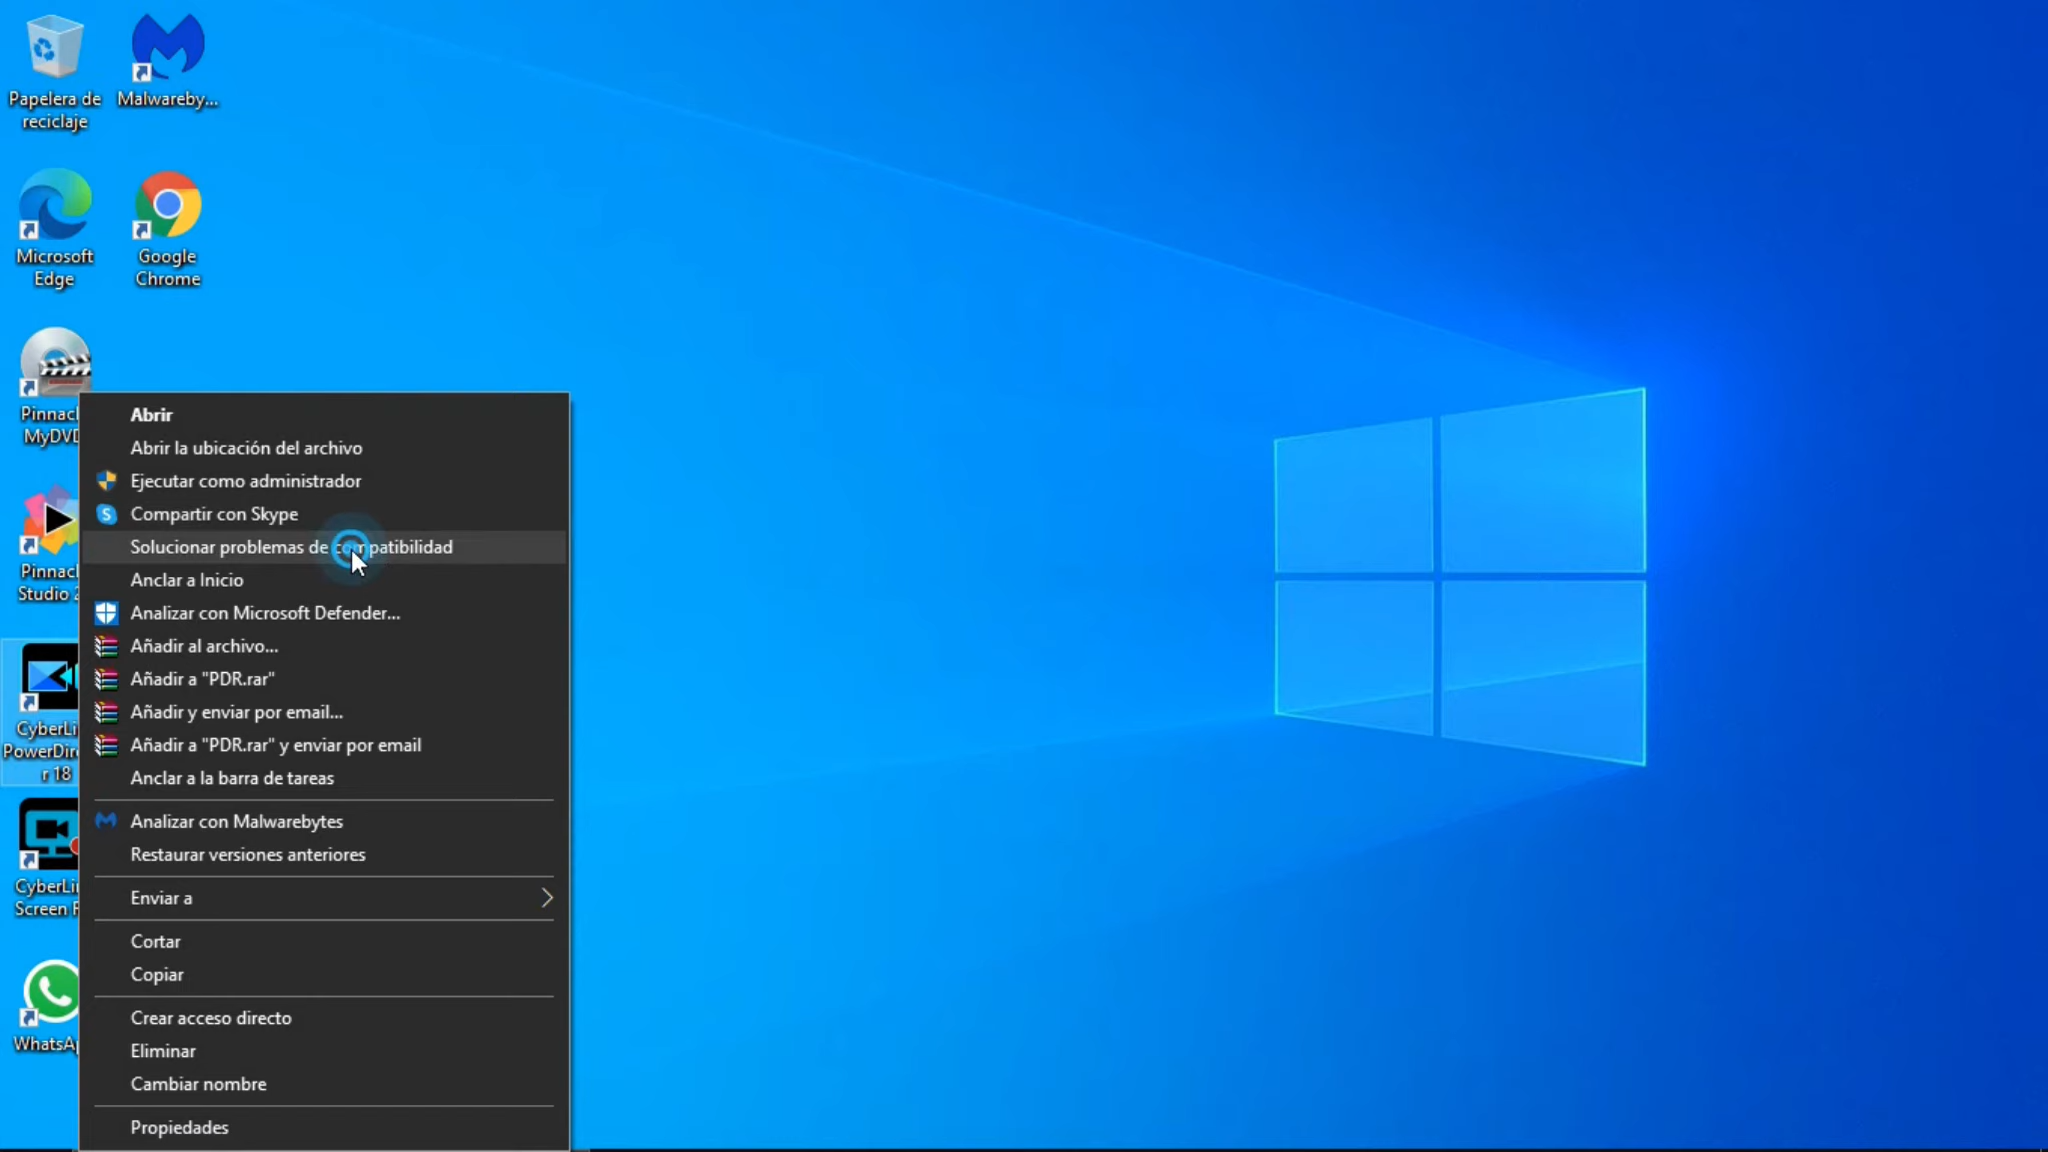 Papelera de
reciclaje
Malwareby...
Microsoft
Edge
Google
Chrome
Pinnacl
MyDVD
Pinnacl
Studio 2
CyberLi
PowerDire
r 18
CyberLi
Screen R
WhatsAp
Abrir
Abrir la ubicación del archivo
Ejecutar como administrador
Compartir con Skype
Solucionar problemas de compatibilidad
Anclar a Inicio
Analizar con Microsoft Defender...
Añadir al archivo...
Añadir a "PDR.rar"
Añadir y enviar por email...
Añadir a "PDR.rar" y enviar por email
Anclar a la barra de tareas
Analizar con Malwarebytes
Restaurar versiones anteriores
Enviar a
Cortar
Copiar
Crear acceso directo
Eliminar
Cambiar nombre
Propiedades